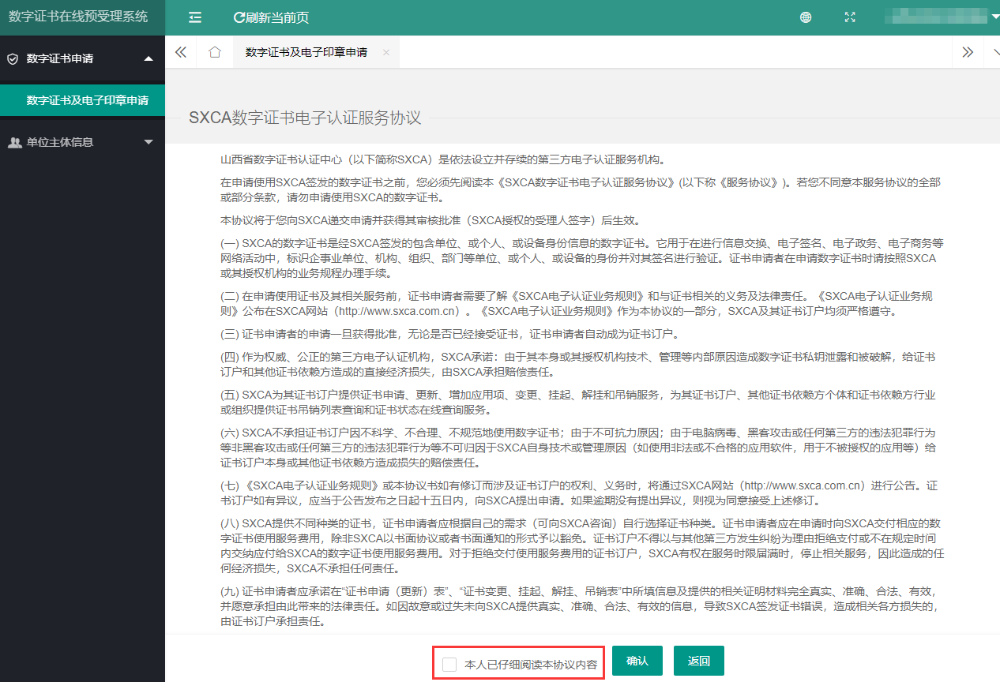 数字证书在线预受理系统
刷新当前页
数字证书申请
数字证书及电子印章申请
数字证书及电子印章申请
单位主体信息
SXCA数字证书电子认证服务协议
山西省数字证书认证中心（以下简称SXCA）是依法设立并存续的第三方电子认证服务机构。
在申请使用SXCA签发的数字证书之前，您必须先阅读本《SXCA数字证书电子认证服务协议》(以下称《服务协议》)。若您不同意本服务协议的全部
或部分条款，请勿申请使用SXCA的数字证书。
本协议将于您向SXCA递交申请并获得其审核批准（SXCA授权的受理人签字）后生效。
(一) SXCA的数字证书是经SXCA签发的包含单位、或个人、或设备身份信息的数字证书。它用于在进行信息交换、电子签名、电子政务、电子商务等
网络活动中，标识企事业单位、机构、组织、部门等单位、或个人、或设备的身份并对其签名进行验证。证书申请者在申请数字证书时请按照SXCA
或其授权机构的业务规程办理手续。
(二) 在申请使用证书及其相关服务前，证书申请者需要了解《SXCA电子认证业务规则》和与证书相关的义务及法律责任。《SXCA电子认证业务规
则》公布在SXCA网站（http://www.sxca.com.cn）。《SXCA电子认证业务规则》作为本协议的一部分，SXCA及其证书订户均须严格遵守。
(三) 证书申请者的申请一旦获得批准，无论是否已经接受证书，证书申请者自动成为证书订户。
(四) 作为权威、公正的第三方电子认证机构，SXCA承诺：由于其本身或其授权机构技术、管理等内部原因造成数字证书私钥泄露和被破解，给证书
订户和其他证书依赖方造成的直接经济损失，由SXCA承担赔偿责任。
(五) SXCA为其证书订户提供证书申请、更新、增加应用项、变更、挂起、解挂和吊销服务，为其证书订户、其他证书依赖方个体和证书依赖方行业
或组织提供证书吊销列表查询和证书状态在线查询服务。
(六) SXCA不承担证书订户因不科学、不合理、不规范地使用数字证书；由于不可抗力原因；由于电脑病毒、黑客攻击或任何第三方的违法犯罪行为
等非黑客攻击或任何第三方的违法犯罪行为等不可归因于SXCA自身技术或管理原因（如使用非法或不合格的应用软件，用于不被授权的应用等）给
证书订户本身或其他证书依赖方造成损失的赔偿责任。
(七) 《SXCA电子认证业务规则》或本协议书如有修订而涉及证书订户的权利、义务时，将通过SXCA网站（http://www.sxca.com.cn）进行公告。证
书订户如有异议，应当于公告发布之日起十五日内，向SXCA提出申请。如果逾期没有提出异议，则视为同意接受上述修订。
(八) SXCA提供不同种类的证书，证书申请者应根据自己的需求（可向SXCA咨询）自行选择证书种类。证书申请者应在申请时向SXCA交付相应的数
字证书使用服务费用，除非SXCA以书面协议或者书面通知的形式予以豁免。证书订户不得以与其他第三方发生纠纷为理由拒绝支付或不在规定时间
内交纳应付给SXCA的数字证书使用服务费用。对于拒绝交付使用服务费用的证书订户，SXCA有权在服务时限届满时，停止相关服务，因此造成的任
何经济损失，SXCA不承担任何责任。
(九) 证书申请者应承诺在“证书申请（更新）表”、“证书变更、挂起、解挂、吊销表”中所填信息及提供的相关证明材料完全真实、准确、合法、有效，
并愿意承担由此带来的法律责任。如因故意或过失未向SXCA提供真实、准确、合法、有效的信息，导致SXCA签发证书错误，造成相关各方损失的，
由证书订户承担责任。
本人已仔细阅读本协议内容
确认
返回